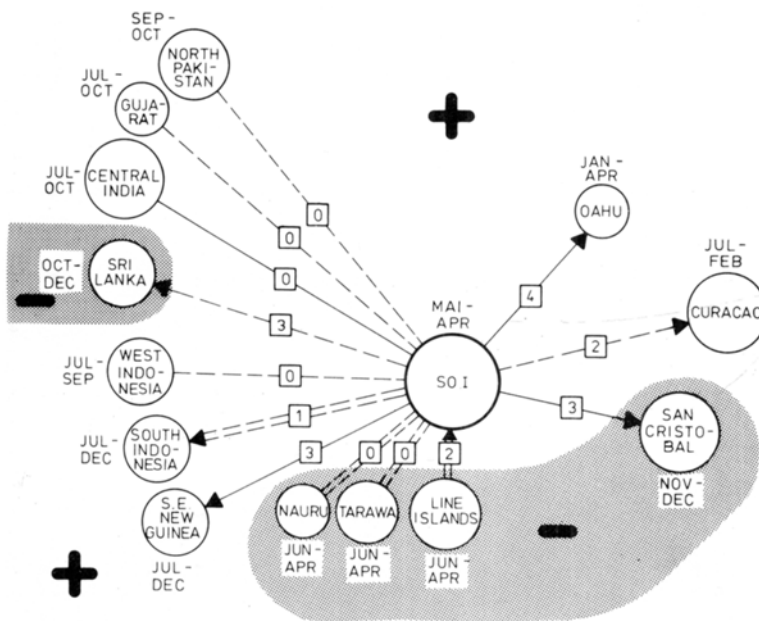 SEP-
OCT
NORTH
PAKI-
STAN
JUL-
OCT
GUJA-
RAT
JUL-
OCT
CENTRAL
INDIA
OCT-
DEC
SRI
LANKA
JUL-
SEP
WEST
INDO-
NESIA
JUL-
DEC
SOUTH
INDO-
NESIA
S.E.
NEW
GUINEA
JUL-
DEC
0
0
0
3
0
1
3
0
0
2
4
2
3
MAI-
APR
SOI
JAN-
APR
OAHU
JUL-
FEB
CURACAO
SAN
CRISTO-
BAL
NOV-
DEC
NAURU
JUN-
APR
TARAWA
JUN-
APR
LINE
ISLANDS
JUN-
APR
+
+
-
-